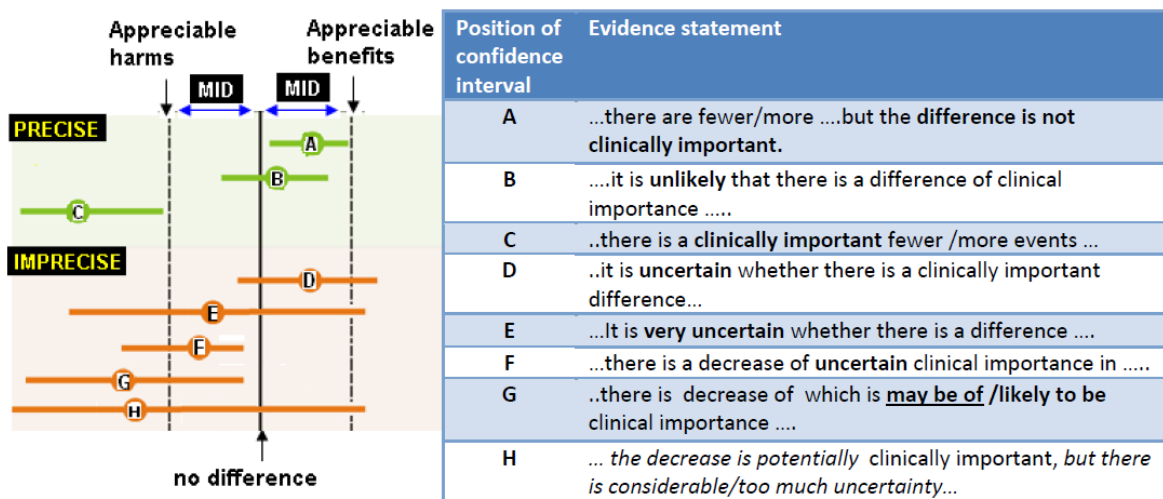 Appreciable
harms
Appreciable
benefits
MID
MID
PRECISE
A
B
C
IMPRECISE
D
E
F
G
H
no difference
Position of
confidence
interval
Evidence statement
A
...there are fewer/more ....but the difference is not
clinically important.
B
....it is unlikely that there is a difference of clinical
importance .....
C
..there is a clinically important fewer /more events ...
D
..it is uncertain whether there is a clinically important
difference...
E
...It is very uncertain whether there is a difference ....
F
...there is a decrease of uncertain clinical importance in .....
G
..there is  decrease of  which is may be of /likely to be
clinical importance ....
H
... the decrease is potentially  clinically important, but there
is considerable/too much uncertainty...